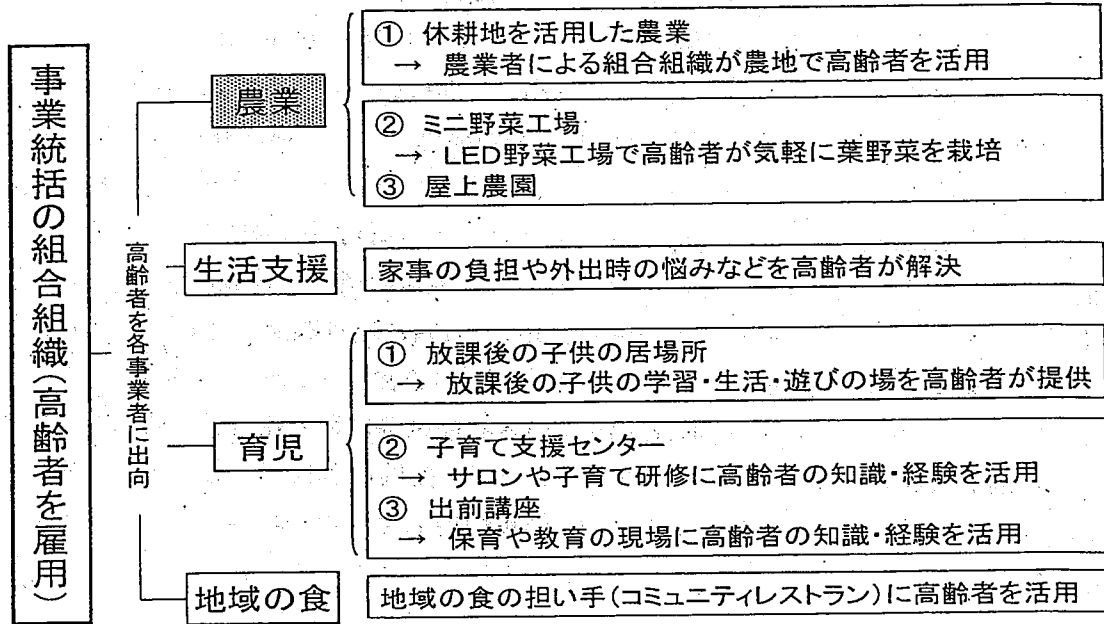 事業統括の組合組織(高齢者を雇用)
高齢者を各事業者に出向
農業
① 休耕地を活用した農業
→ 農業者による組合組織が農地で高齢者を活用
② ミニ野菜工場
→ LED野菜工場で高齢者が気軽に葉野菜を栽培
③ 屋上農園
生活支援
家事の負担や外出時の悩みなどを高齢者が解決
育児
① 放課後の子供の居場所
→ 放課後の子供の学習・生活・遊びの場を高齢者が提供
② 子育て支援センター
→ サロンや子育て研修に高齢者の知識・経験を活用
③ 出前講座
→ 保育や教育の現場に高齢者の知識・経験を活用
地域の食
地域の食の担い手(コミュニティレストラン)に高齢者を活用